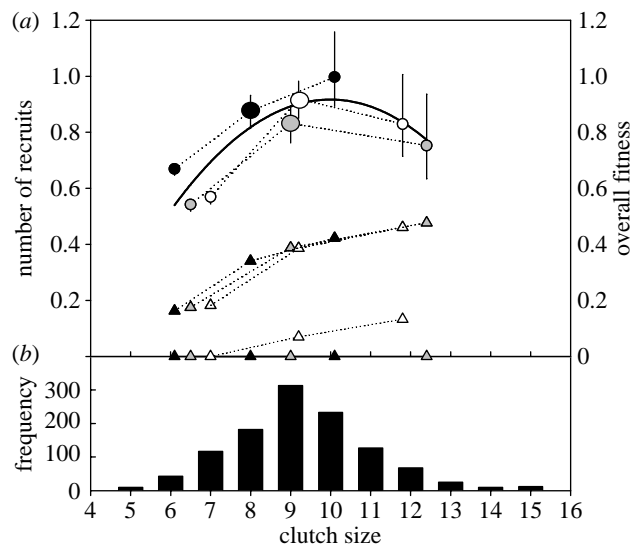 (a)
1.2
1.0
0.8
0.6
0.4
0.2
number of recruits
1.2
1.0
0.8
0.6
0.4
0.2
0
overall fitness
(b)
300
200
100
0
frequency
4 5 6 7 8 9 10 11 12 13 14 15 16
clutch size